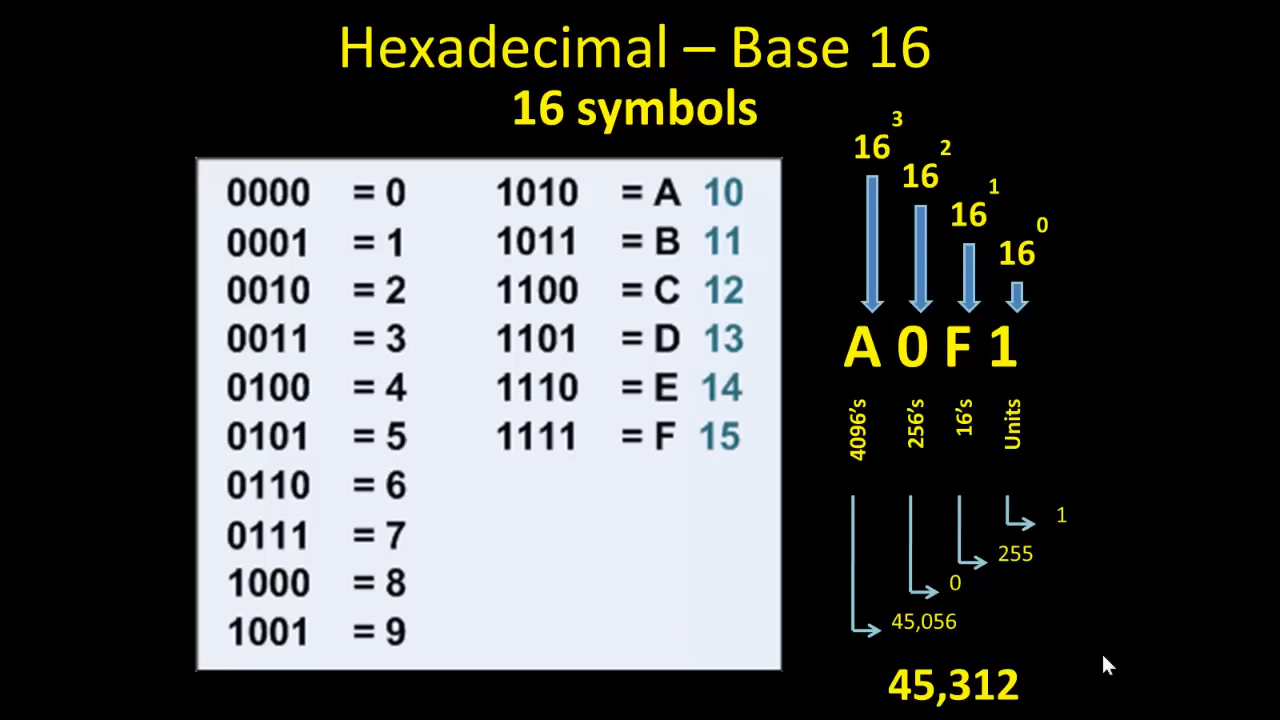 Hexadecimal – Base 16
16 symbols
0000 = 0 1010 = A 10
0001 = 1 1011 = B 11
0010 = 2 1100 = C 12
0011 = 3 1101 = D 13
0100 = 4 1110 = E 14
0101 = 5 1111 = F 15
0110 = 6
0111 = 7
1000 = 8
1001 = 9
16 3
16 2
16 1
16 0
A 0 F 1
4096's 256's 16's Units
1
255
0
45,056
45,312